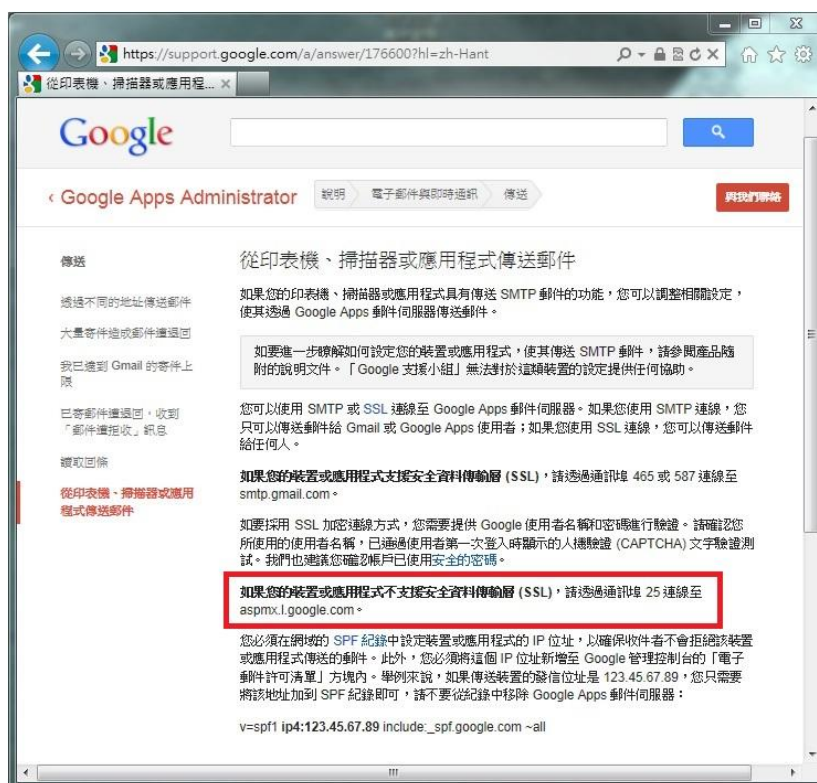 https://support.google.com/a/answer/176600?hl=zh-Hant
從印表機、掃描器或應用程...
Google
‹ Google Apps Administrator
說明
電子郵件與即時通訊
傳送
與我們聯絡
傳送
透過不同的地址傳送郵件
大量寄件造成郵件遭退回
我已達到 Gmail 的寄件上
限
已寄郵件遭退回，收到
「郵件遭拒收」訊息
讀取回條
從印表機、掃描器或應用
程式傳送郵件
從印表機、掃描器或應用程式傳送郵件
如果您的印表機、掃描器或應用程式具有傳送 SMTP 郵件的功能，您可以調整相關設定，
使其透過 Google Apps 郵件伺服器傳送郵件。
如要進一步瞭解如何設定您的裝置或應用程式，使其傳送 SMTP 郵件，請參閱產品隨
附的說明文件。「Google 支援小組」無法對於這類裝置的設定提供任何協助。
您可以使用 SMTP 或 SSL 連線至 Google Apps 郵件伺服器。如果您使用 SMTP 連線，您
只可以傳送郵件給 Gmail 或 Google Apps 使用者；如果您使用 SSL 連線，您可以傳送郵件
給任何人。
如果您的裝置或應用程式支援安全資料傳輸層 (SSL)，請透過通訊埠 465 或 587 連線至
smtp.gmail.com。
如要採用 SSL 加密連線方式，您需要提供 Google 使用者名稱和密碼進行驗證。請確認您
所使用的使用者名稱，已通過使用者第一次登入時顯示的人機驗證 (CAPTCHA) 文字驗證測
試。我們也建議您確認帳戶已使用安全的密碼。
如果您的裝置或應用程式不支援安全資料傳輸層 (SSL)，請透過通訊埠 25 連線至
aspmx.l.google.com。
您必須在網域的 SPF 紀錄中設定裝置或應用程式的 IP 位址，以確保收件者不會拒絕該裝置
或應用程式傳送的郵件。此外，您必須將這個 IP 位址新增至 Google 管理控制台的「電子
郵件許可清單」方塊內。舉例來說，如果傳送裝置的發信位址是 123.45.67.89，您只需要
將該地址加到 SPF 紀錄即可，請不要從紀錄中移除 Google Apps 郵件伺服器：
v=spf1 ip4:123.45.67.89 include:_spf.google.com ~all